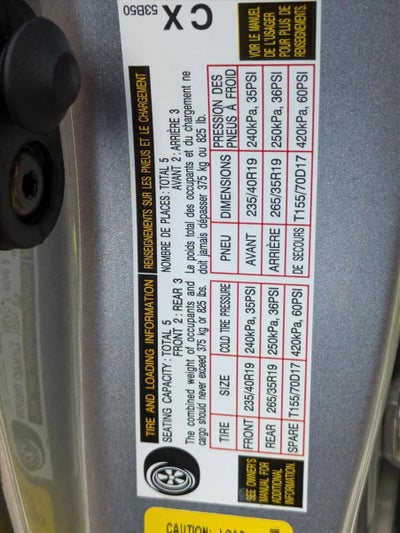 TIRE AND LOADING INFORMATION
SEATING CAPACITY : TOTAL 5
FRONT 2 : REAR 3
The combined weight of occupants and
cargo should never exceed 375 kg or 825 lbs.
TIRE SIZE COLD TIRE PRESSURE
FRONT 235/40R19 240kPa, 35PSI
REAR 265/35R19 250kPa, 36PSI
SPARE T155/70D17 420kPa, 60PSI
SEE OWNER'S
MANUAL FOR
ADDITIONAL
INFORMATION
RENSEIGNEMENTS SUR LES PNEUS ET LE CHARGEMENT
NOMBRE DE PLACES : TOTAL 5
AVANT 2 : ARRIÈRE 3
Le poids total des occupants et du chargement ne
doit jamais dépasser 375 kg ou 825 lb.
PNEU DIMENSIONS PRESSION DES
PNEUS À FROID
AVANT 235/40R19 240kPa, 35PSI
ARRIÈRE 265/35R19 250kPa, 36PSI
DE SECOURS T155/70D17 420kPa, 60PSI
VOIR LE MANUEL
DE L'USAGER
POUR PLUS DE
RENSEIGNEMENTS.
53B50
C X
CAUTION: